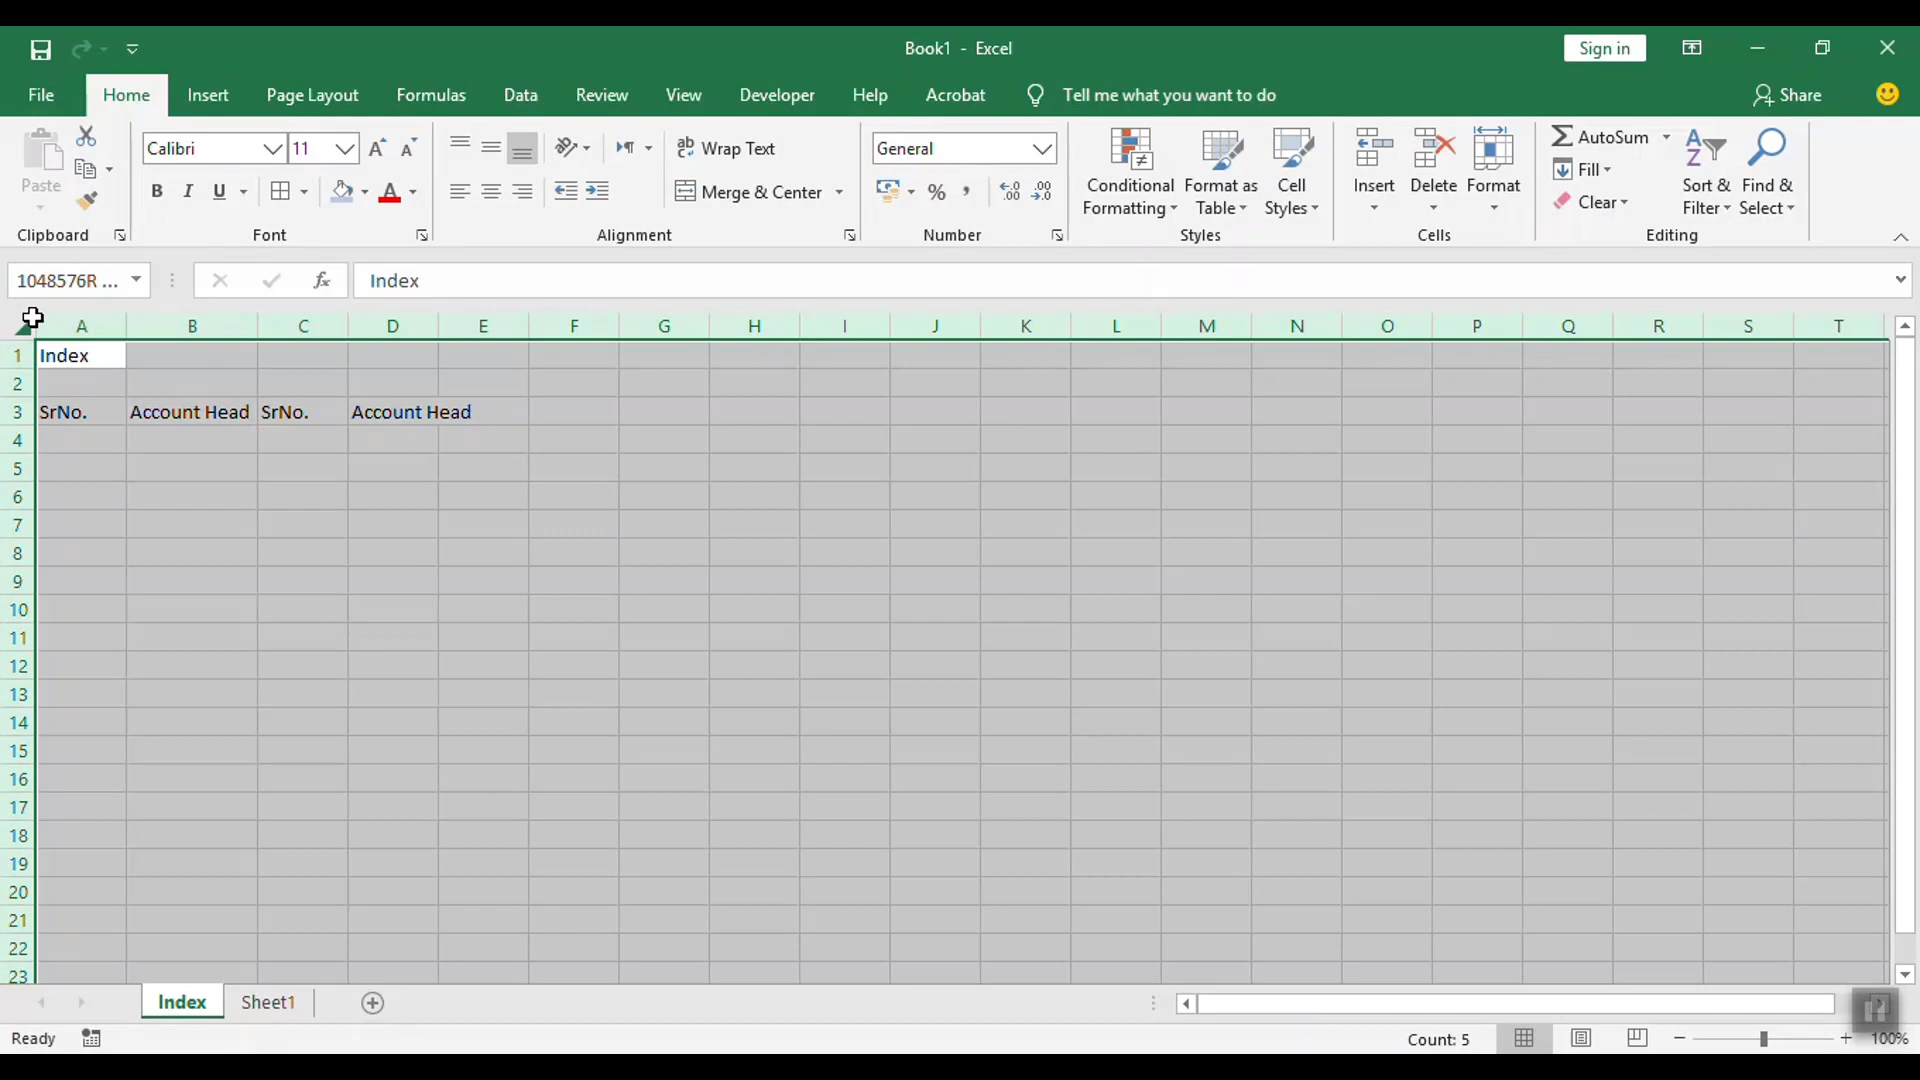 Book1 - Excel
Sign in
File Home Insert Page Layout Formulas Data Review View Developer Help Acrobat Tell me what you want to do Share
Paste
Clipboard
Calibri 11
B I U A
Font
Wrap Text
Merge & Center
Alignment
General
% ,
Number
Conditional Formatting
Format as Table
Cell Styles
Styles
Insert Delete Format
Cells
AutoSum
Fill
Clear
Sort & Filter
Find & Select
Editing
1048576R ... fx Index
A B C D E F G H I J K L M N O P Q R S T
1 Index
2
3 SrNo. Account Head SrNo. Account Head
4
5
6
7
8
9
10
11
12
13
14
15
16
17
18
19
20
21
22
23
Index Sheet1
Ready Count: 5 100%